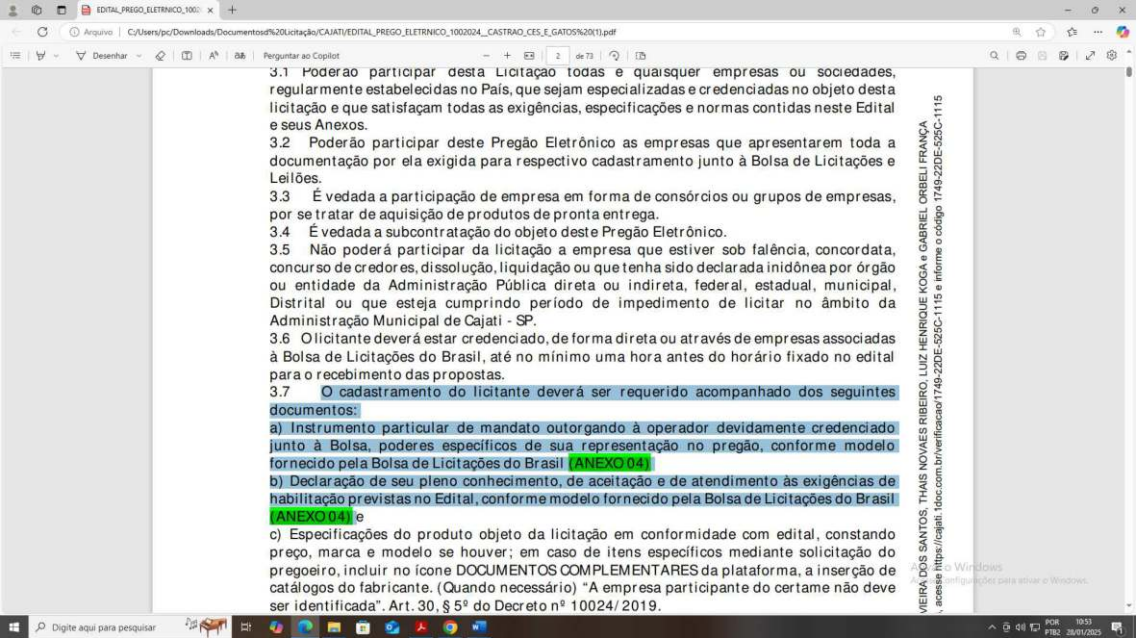 EDITAL_PREGO_ELETRNICO_1002
Arquivo | C:/Users/pc/Downloads/Documentosd%20Licitação/CAJATI/EDITAL_PREGO_ELETRNICO_1002024__CASTRAO_CES_E_GATOS%20(1).pdf
Desenhar
Perguntar ao Copilot
2 de 73
3.1 Poderão participar desta Licitação todas e quaisquer empresas ou sociedades,
regularmente estabelecidas no País, que sejam especializadas e credenciadas no objeto desta
licitação e que satisfaçam todas as exigências, especificações e normas contidas neste Edital
e seus Anexos.
3.2 Poderão participar deste Pregão Eletrônico as empresas que apresentarem toda a
documentação por ela exigida para respectivo cadastramento junto à Bolsa de Licitações e
Leilões.
3.3 É vedada a participação de empresa em forma de consórcios ou grupos de empresas,
por se tratar de aquisição de produtos de pronta entrega.
3.4 É vedada a subcontratação do objeto deste Pregão Eletrônico.
3.5 Não poderá participar da licitação a empresa que estiver sob falência, concordata,
concurso de credores, dissolução, liquidação ou que tenha sido declarada inidônea por órgão
ou entidade da Administração Pública direta ou indireta, federal, estadual, municipal,
Distrital ou que esteja cumprindo período de impedimento de licitar no âmbito da
Administração Municipal de Cajati - SP.
3.6 O licitante deverá estar credenciado, de forma direta ou através de empresas associadas
à Bolsa de Licitações do Brasil, até no mínimo uma hora antes do horário fixado no edital
para o recebimento das propostas.
3.7 O cadastramento do licitante deverá ser requerido acompanhado dos seguintes
documentos:
a) Instrumento particular de mandato outorgando à operador devidamente credenciado
junto à Bolsa, poderes específicos de sua representação no pregão, conforme modelo
fornecido pela Bolsa de Licitações do Brasil (ANEXO 04)
b) Declaração de seu pleno conhecimento, de aceitação e de atendimento às exigências de
habilitação previstas no Edital, conforme modelo fornecido pela Bolsa de Licitações do Brasil
(ANEXO 04) e
c) Especificações do produto objeto da licitação em conformidade com edital, constando
preço, marca e modelo se houver; em caso de itens específicos mediante solicitação do
pregoeiro, incluir no ícone DOCUMENTOS COMPLEMENTARES da plataforma, a inserção de
catálogos do fabricante. (Quando necessário) “A empresa participante do certame não deve
ser identificada”. Art. 30, § 5º do Decreto nº 10024/2019.
VIEIRA DOS SANTOS, THAIS NOVAES RIBEIRO, LUIZ HENRIQUE KOGA e GABRIEL ORBELI FRANÇA
, acesse https://cajati.1doc.com.br/verificacao/1749-22DE-525C-1115 e informe o código 1749-22DE-525C-1115
Windows
configurações para ativar o Windows.
Digite aqui para pesquisar
POR
PTB2
10:53
28/01/2025